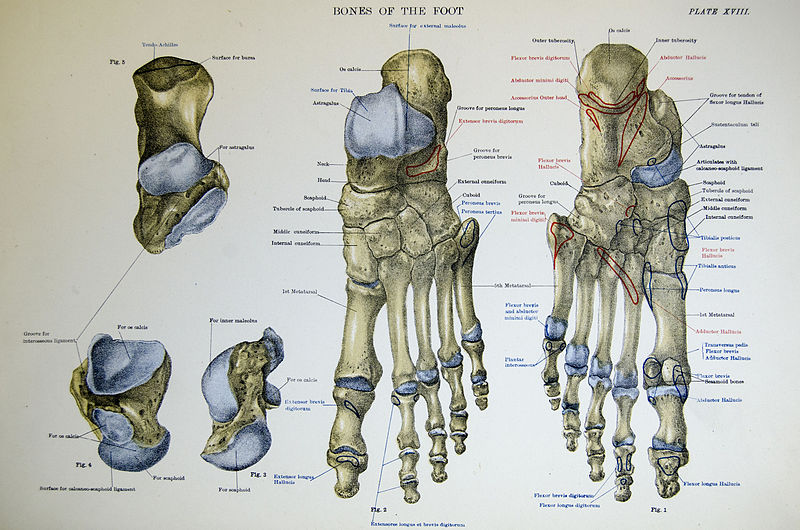 BONES OF THE FOOT
PLATE XVIII.
Fig. 5
Tendo Achilles
Surface for bursa
For astragalus
Groove for
interosseous ligament
Surface for external maleolus
Os calcis
Surface for Tibia
Astragalus
Groove for peroneus longus
Extensor brevis digitorum
Groove for
peroneus brevis
Neck
Head
External cuneiform
Scaphoid
Cuboid
Tubercle of scaphoid
Peroneus brevis
Peroneus tertius
Middle cuneiform
Internal cuneiform
1st Metatarsal
5th Metatarsal
Extensor brevis
digitorum
Extensor longus
Hallucis
Fig. 2
Extensores longus et brevis digitorum
Os calcis
Outer tuberosity
Inner tuberosity
Flexor brevis digitorum
Abductor Hallucis
Abductor minimi digiti
Accessorius
Accessorius Outer head
Groove for tendon of
flexor longus Hallucis
Sustentaculum tali
Astragalus
Flexor brevis
Hallucis
Articulates with
calcaneo-scaphoid ligament
Cuboid
Scaphoid
Tubercle of scaphoid
Groove for
peroneus longus
External cuneiform
Middle cuneiform
Flexor brevis
minimi digiti
Internal cuneiform
Tibialis posticus
Flexor brevis
Hallucis
Tibialis anticus
Peroneus longus
Flexor brevis
and abductor
minimi digiti
1st Metatarsal
Adductor Hallucis
Transversus pedis
Flexor brevis
Adductor Hallucis
Plantar
interosseous
Flexor brevis
Sesamoid bones
Abductor Hallucis
Flexor brevis digitorum
Flexor longus digitorum
Flexor longus Hallucis
Fig. 1
For os calcis
For os calcis
Fig. 4
For scaphoid
Surface for calcaneo-scaphoid ligament
For inner maleolus
For os calcis
Fig. 3
For scaphoid